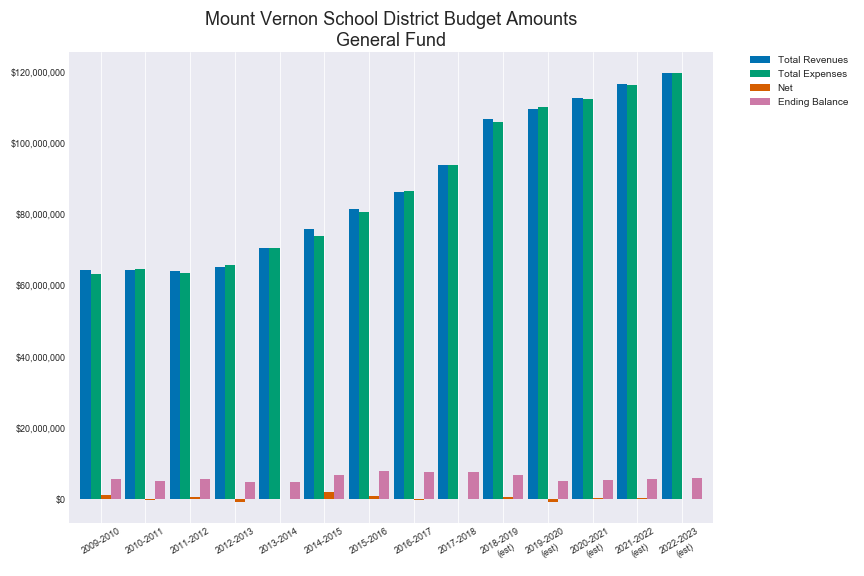 Mount Vernon School District Budget Amounts
General Fund
Total Revenues
Total Expenses
Net
Ending Balance
$120,000,000
$100,000,000
$80,000,000
$60,000,000
$40,000,000
$20,000,000
$0
2009-2010
2010-2011
2011-2012
2012-2013
2013-2014
2014-2015
2015-2016
2016-2017
2017-2018
2018-2019
(est)
2019-2020
(est)
2020-2021
(est)
2021-2022
(est)
2022-2023
(est)